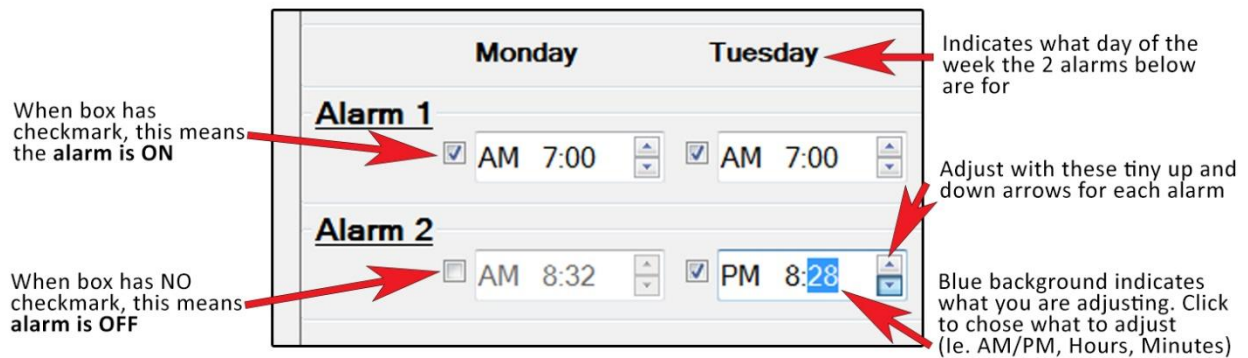 Monday Tuesday
Indicates what day of the
week the 2 alarms below
are for
When box has
checkmark, this means
the alarm is ON
Alarm 1
AM 7:00 AM 7:00
Adjust with these tiny up and
down arrows for each alarm
Alarm 2
AM 8:32 PM 8:28
When box has NO
checkmark, this means
alarm is OFF
Blue background indicates
what you are adjusting. Click
to chose what to adjust
(Ie. AM/PM, Hours, Minutes)